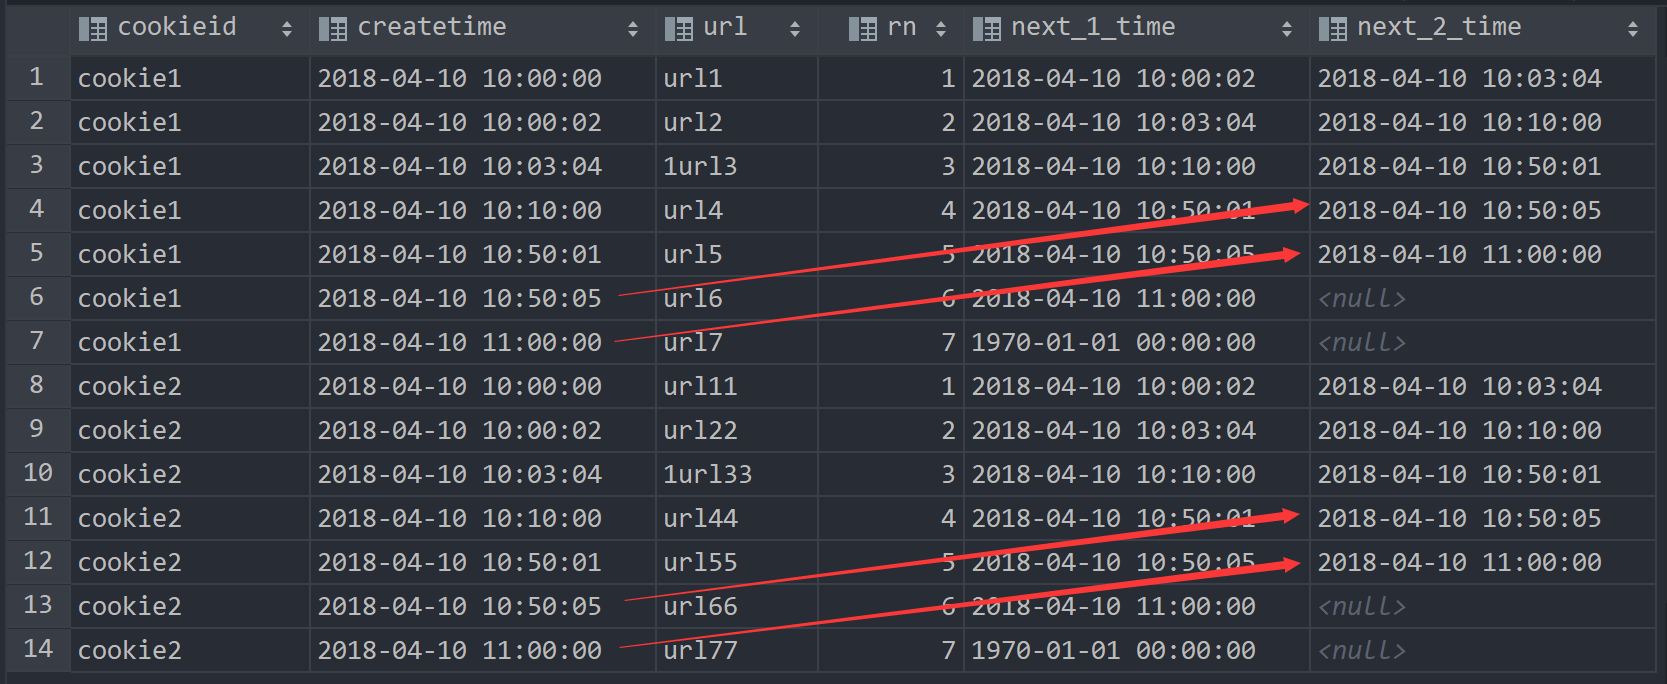 cookieid createtime url rn next_1_time next_2_time
1 cookie1 2018-04-10 10:00:00 url1 1 2018-04-10 10:00:02 2018-04-10 10:03:04
2 cookie1 2018-04-10 10:00:02 url2 2 2018-04-10 10:03:04 2018-04-10 10:10:00
3 cookie1 2018-04-10 10:03:04 1url3 3 2018-04-10 10:10:00 2018-04-10 10:50:01
4 cookie1 2018-04-10 10:10:00 url4 4 2018-04-10 10:50:01 2018-04-10 10:50:05
5 cookie1 2018-04-10 10:50:01 url5 5 2018-04-10 10:50:05 2018-04-10 11:00:00
6 cookie1 2018-04-10 10:50:05 url6 6 2018-04-10 11:00:00 <null>
7 cookie1 2018-04-10 11:00:00 url7 7 1970-01-01 00:00:00 <null>
8 cookie2 2018-04-10 10:00:00 url11 1 2018-04-10 10:00:02 2018-04-10 10:03:04
9 cookie2 2018-04-10 10:00:02 url22 2 2018-04-10 10:03:04 2018-04-10 10:10:00
10 cookie2 2018-04-10 10:03:04 1url33 3 2018-04-10 10:10:00 2018-04-10 10:50:01
11 cookie2 2018-04-10 10:10:00 url44 4 2018-04-10 10:50:01 2018-04-10 10:50:05
12 cookie2 2018-04-10 10:50:01 url55 5 2018-04-10 10:50:05 2018-04-10 11:00:00
13 cookie2 2018-04-10 10:50:05 url66 6 2018-04-10 11:00:00 <null>
14 cookie2 2018-04-10 11:00:00 url77 7 1970-01-01 00:00:00 <null>